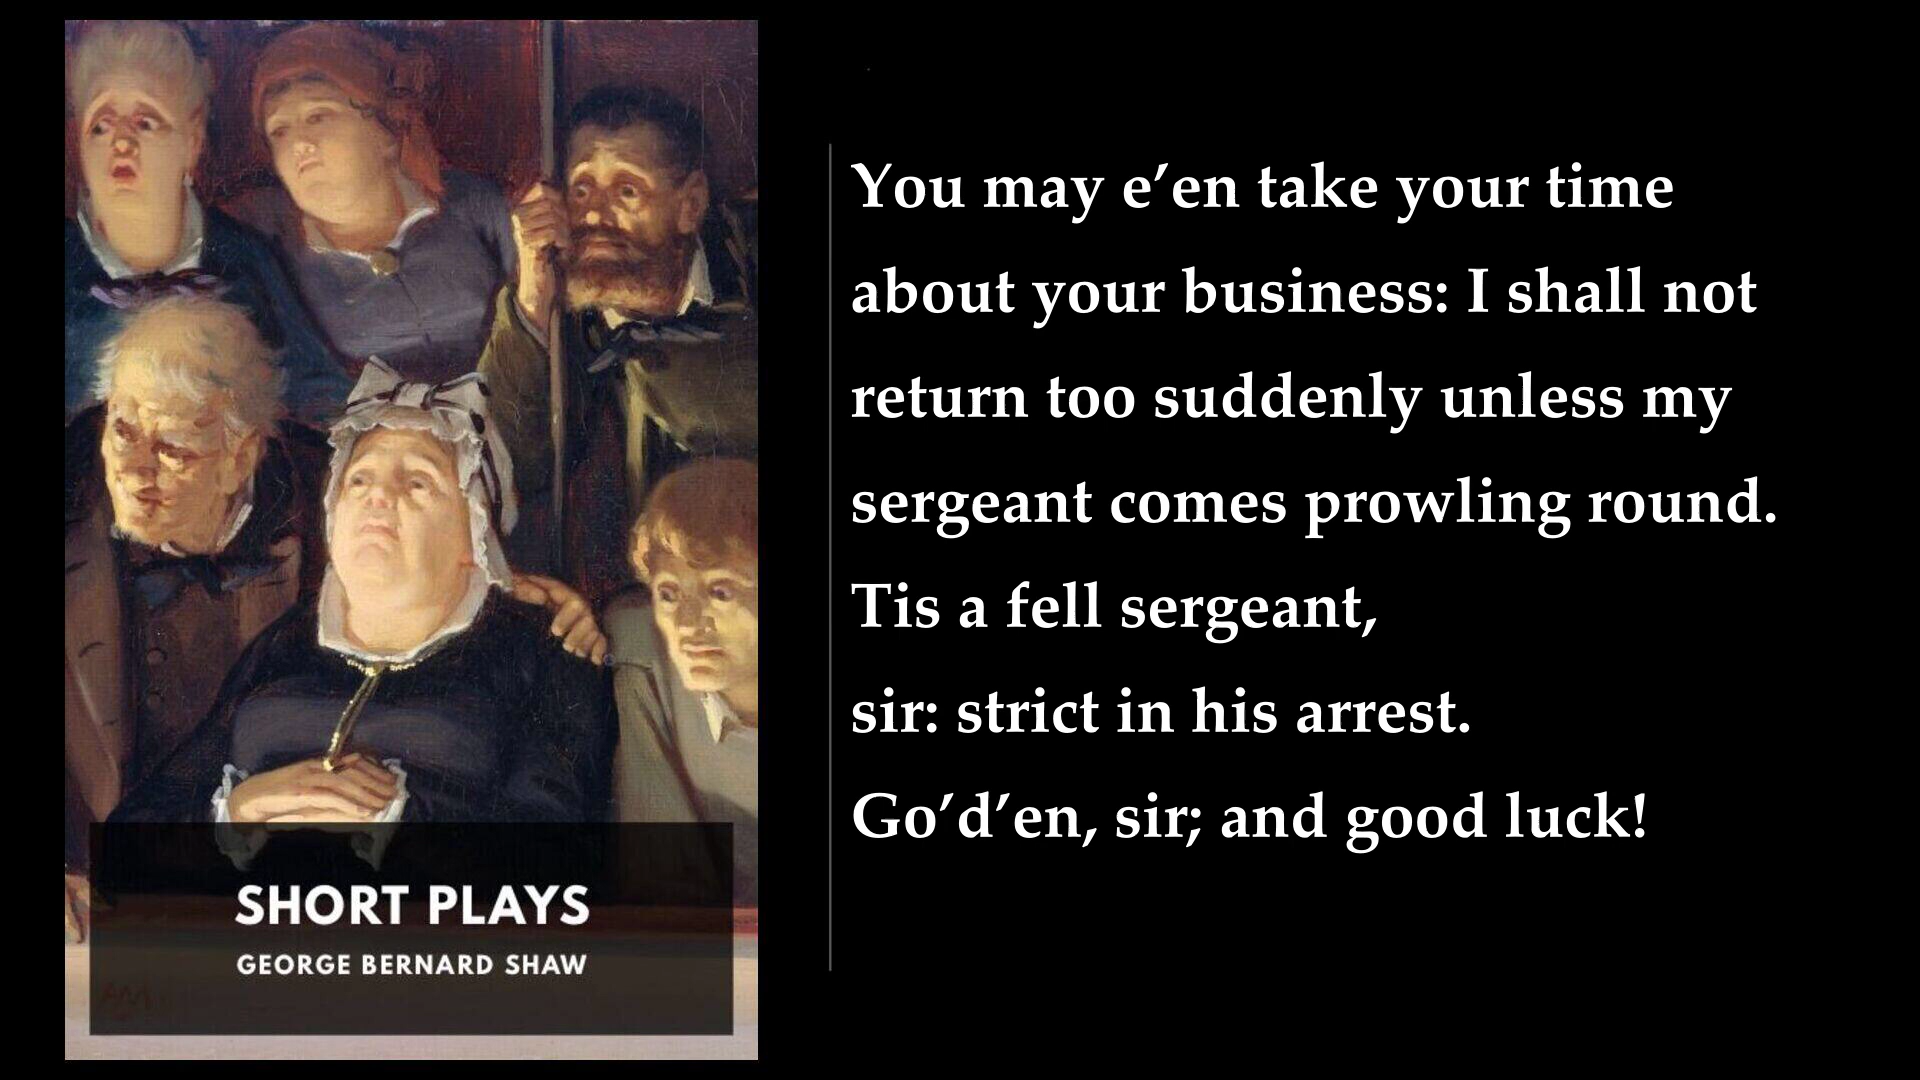 You may e’en take your time
about your business: I shall not
return too suddenly unless my
sergeant comes prowling round.
Tis a fell sergeant,
sir: strict in his arrest.
Go’d’en, sir; and good luck!
SHORT PLAYS
GEORGE BERNARD SHAW